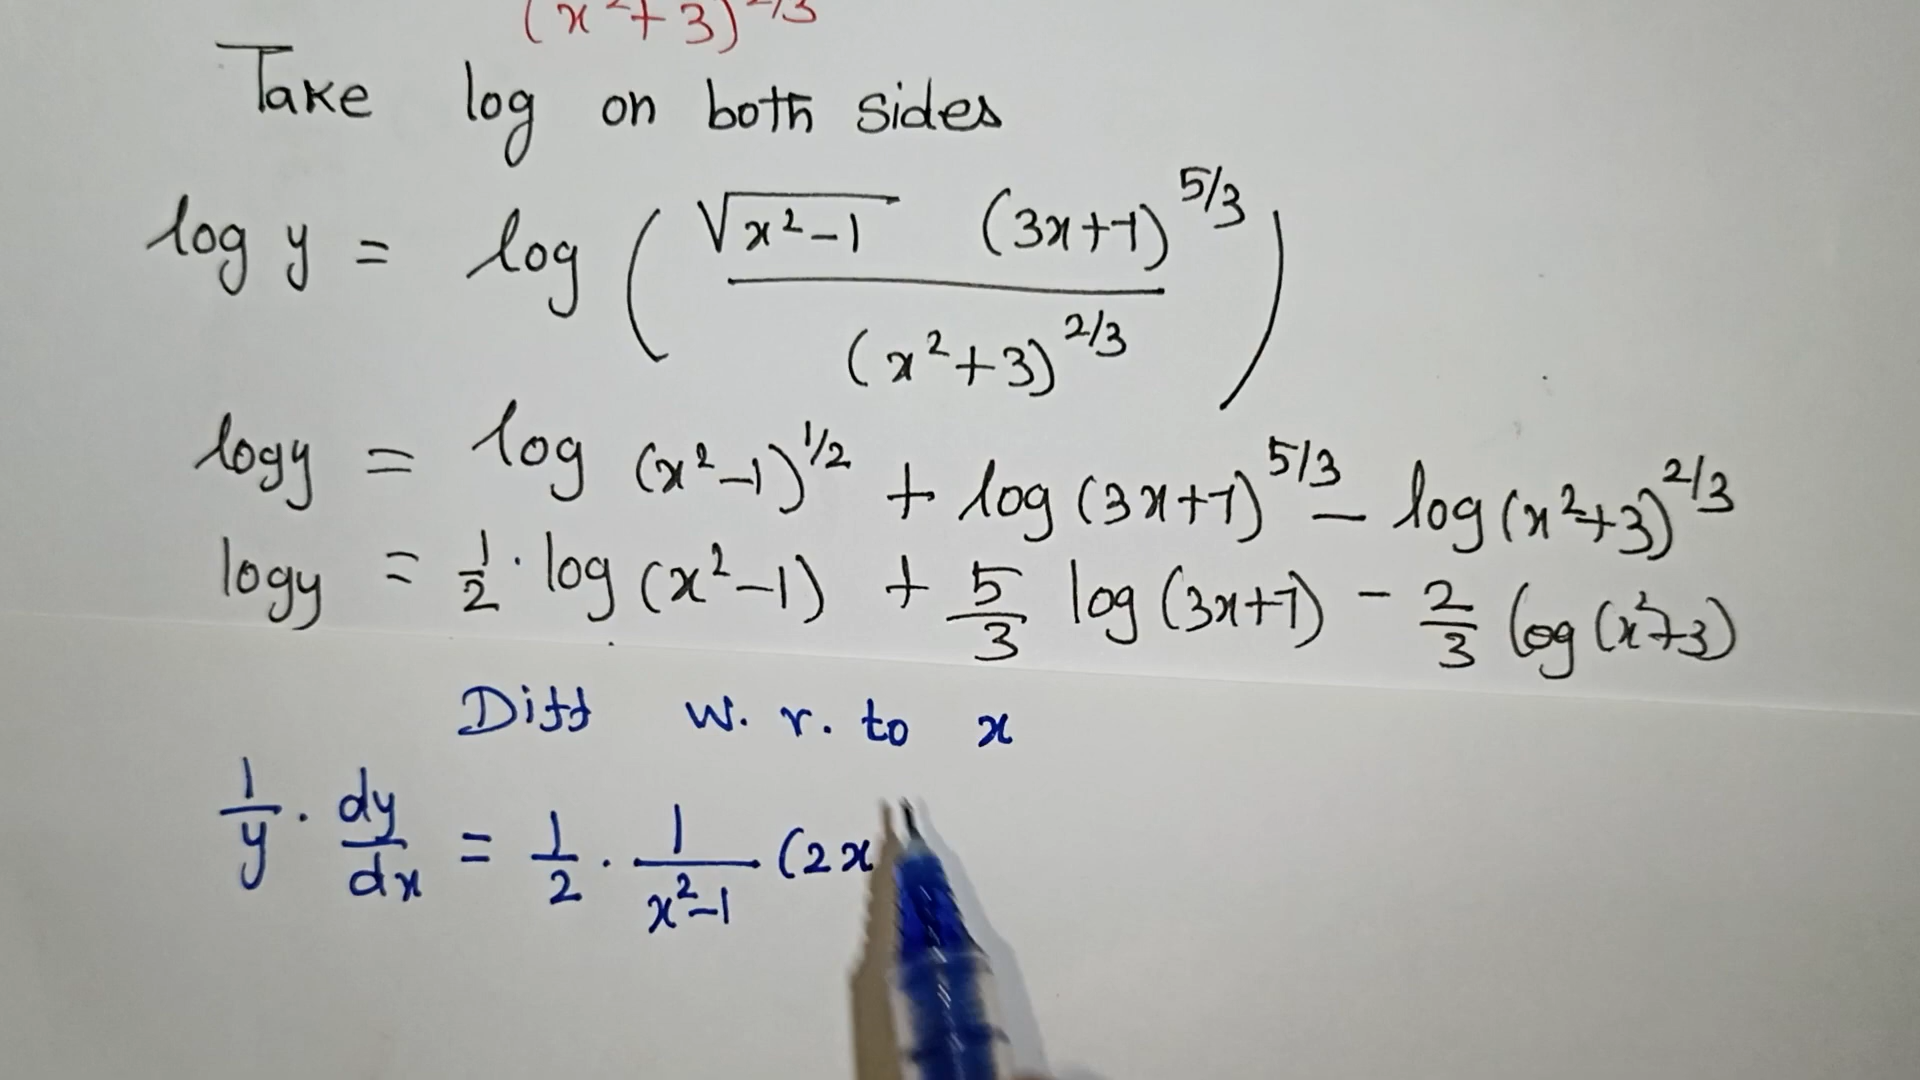 (x²+3)^2/3
Take log on both sides
log y = log ( √(x²-1) (3x+7)^5/3 / (x²+3)^2/3 )
logy = log (x²-1)^1/2 + log (3x+7)^5/3 - log (x²+3)^2/3
logy = 1/2 · log (x²-1) + 5/3 log (3x+7) - 2/3 log (x²+3)
Diff w. r. to x
1/y · dy/dx = 1/2 · 1/(x²-1) (2x